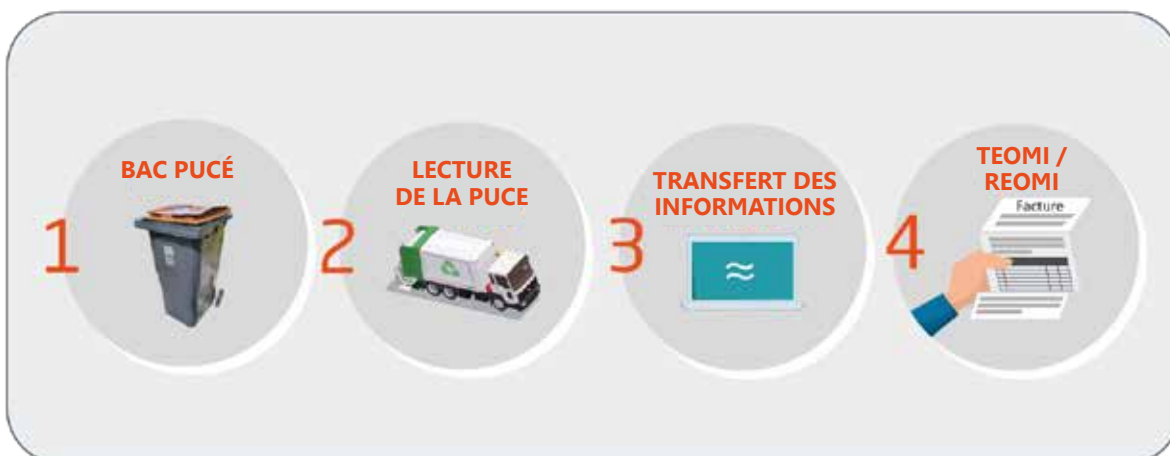 1
BAC PUCÉ
2
LECTURE
DE LA PUCE
3
TRANSFERT DES
INFORMATIONS
4
TEOMI /
REOMI
Facture